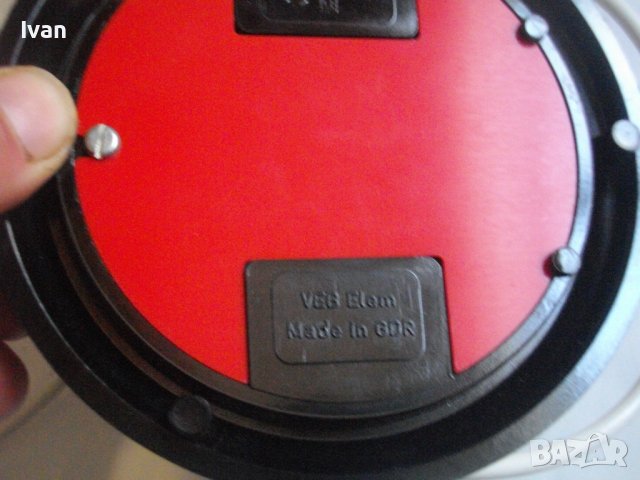 Ivan
VEB Elem
Made in GDR
BAZAR